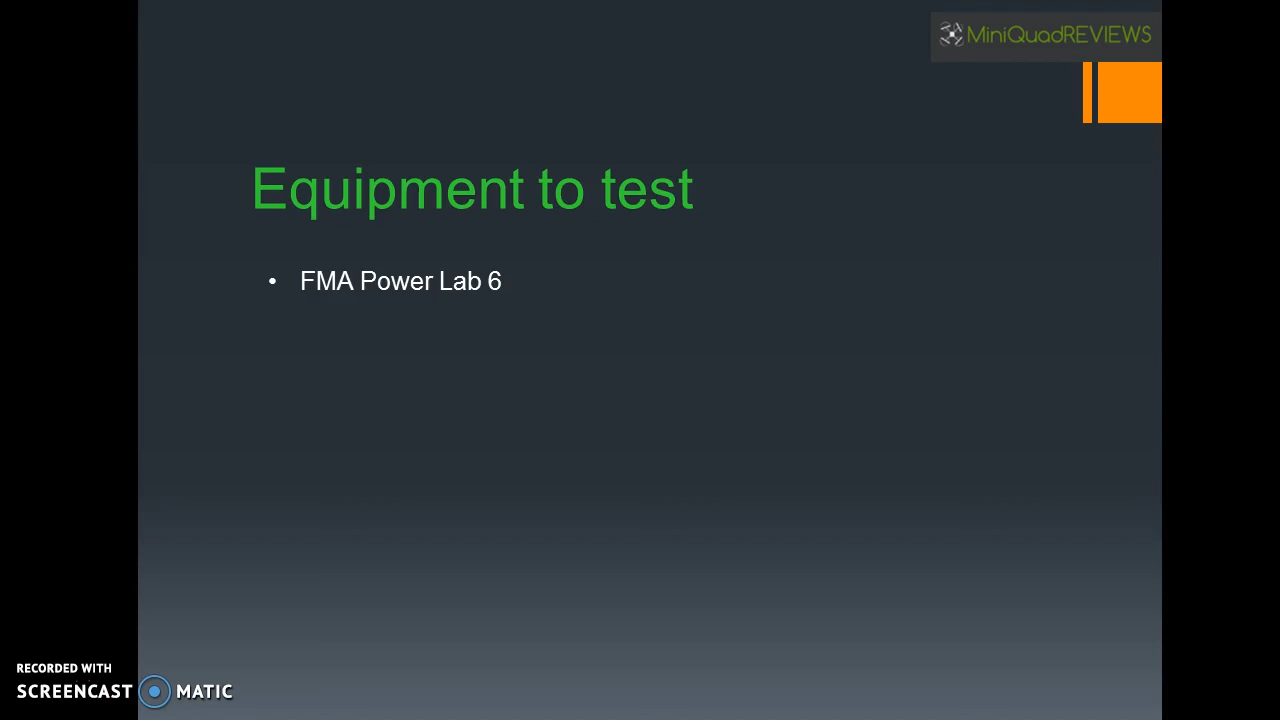 MiniQuadREVIEWS
Equipment to test
• FMA Power Lab 6
RECORDED WITH
SCREENCAST MATIC